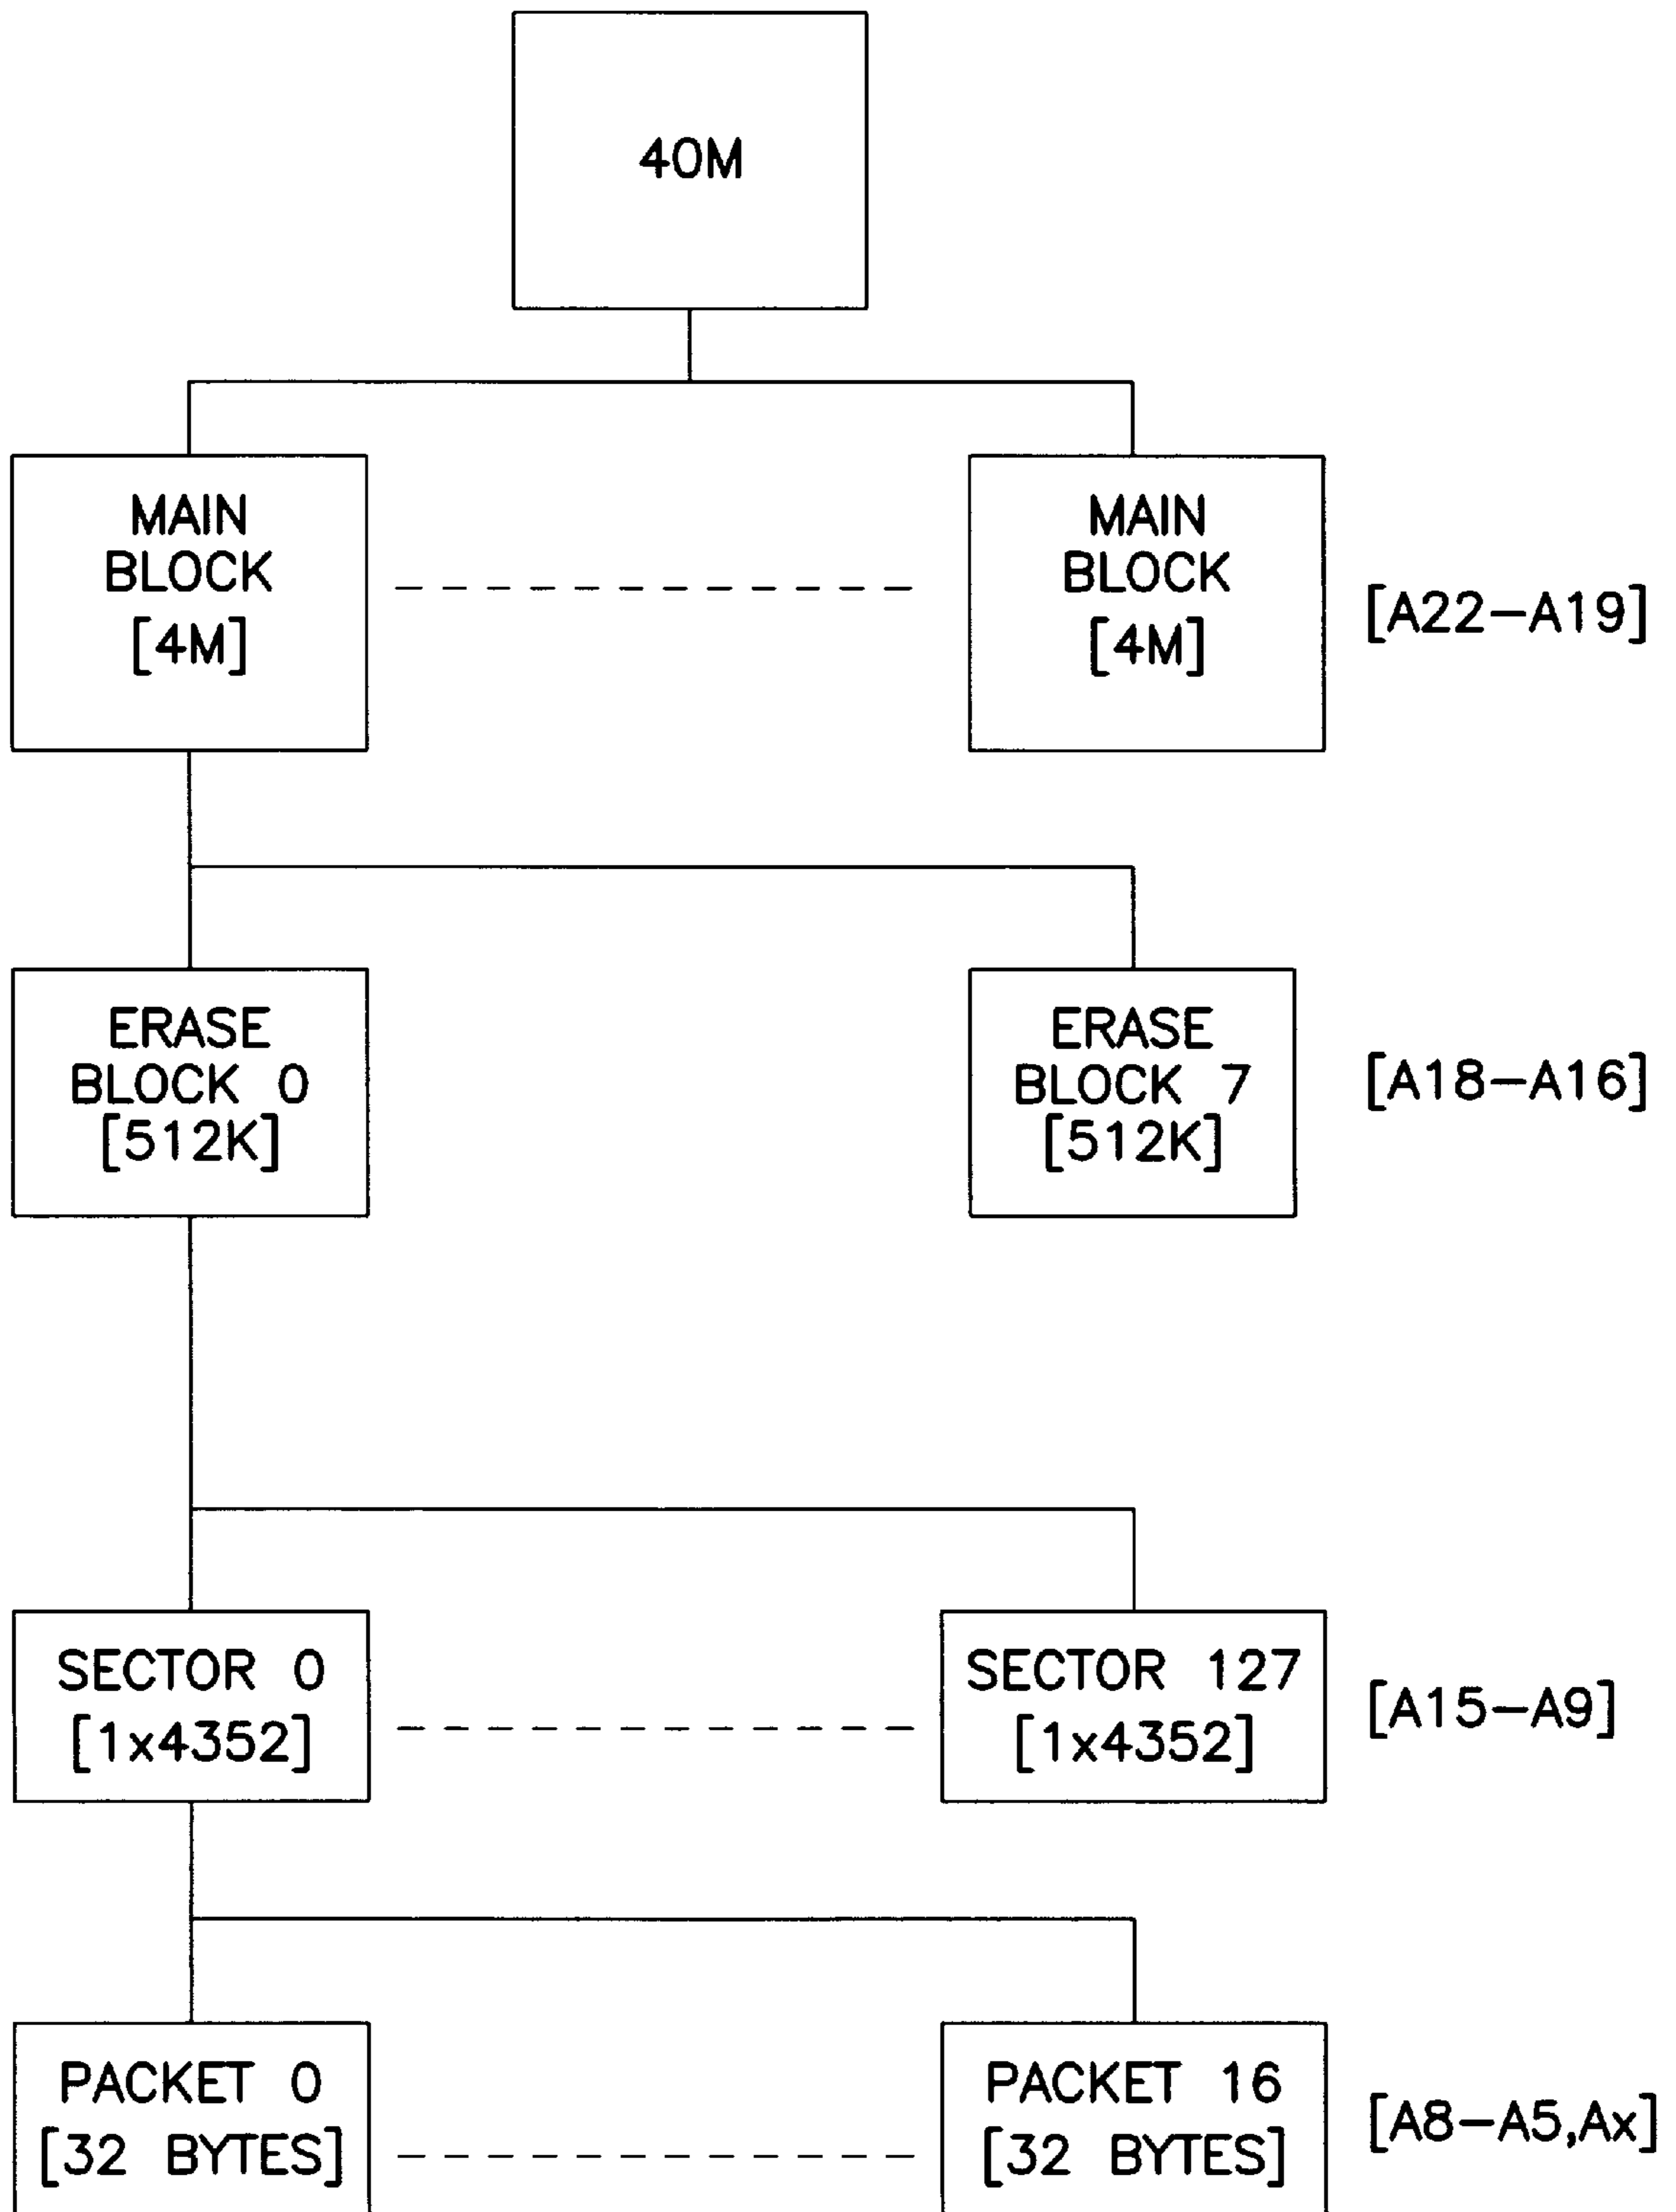 40M
MAIN
BLOCK
[4M]
MAIN
BLOCK
[4M]
[A22-A19]
ERASE
BLOCK 0
[512K]
ERASE
BLOCK 7
[512K]
[A18-A16]
SECTOR 0
[1x4352]
SECTOR 127
[1x4352]
[A15-A9]
PACKET 0
[32 BYTES]
PACKET 16
[32 BYTES]
[A8-A5,Ax]